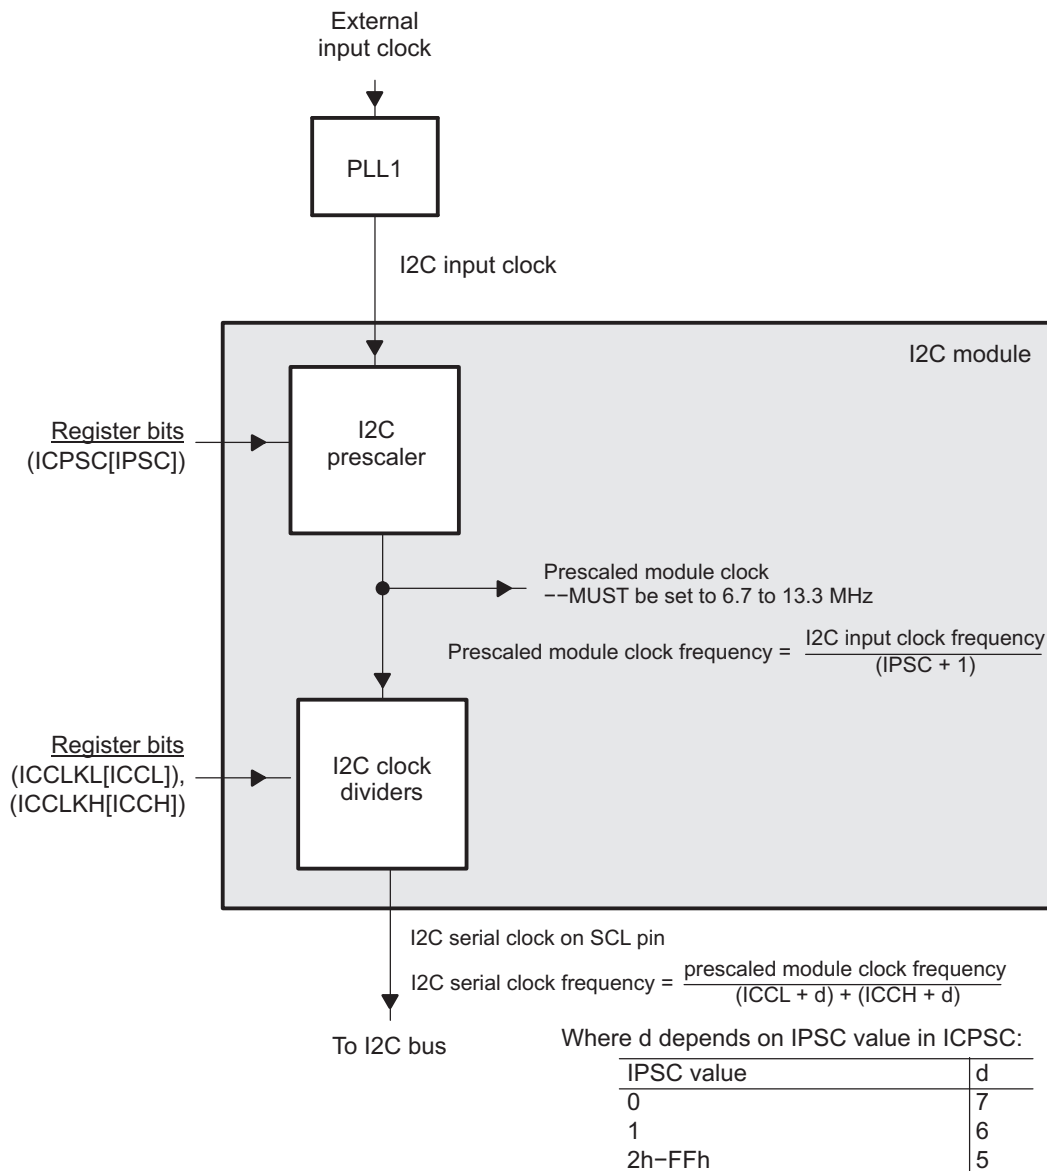 External
input clock
PLL1
I2C input clock
I2C module
I2C
prescaler
Register bits
(ICPSC[IPSC])
Prescaled module clock
−−MUST be set to 6.7 to 13.3 MHz
Prescaled module clock frequency = I2C input clock frequency
(IPSC + 1)
Register bits
(ICCLKL[ICCL]),
(ICCLKH[ICCH])
I2C clock
dividers
I2C serial clock on SCL pin
I2C serial clock frequency = prescaled module clock frequency
(ICCL + d) + (ICCH + d)
To I2C bus
Where d depends on IPSC value in ICPSC:
IPSC value d
0 7
1 6
2h−FFh 5